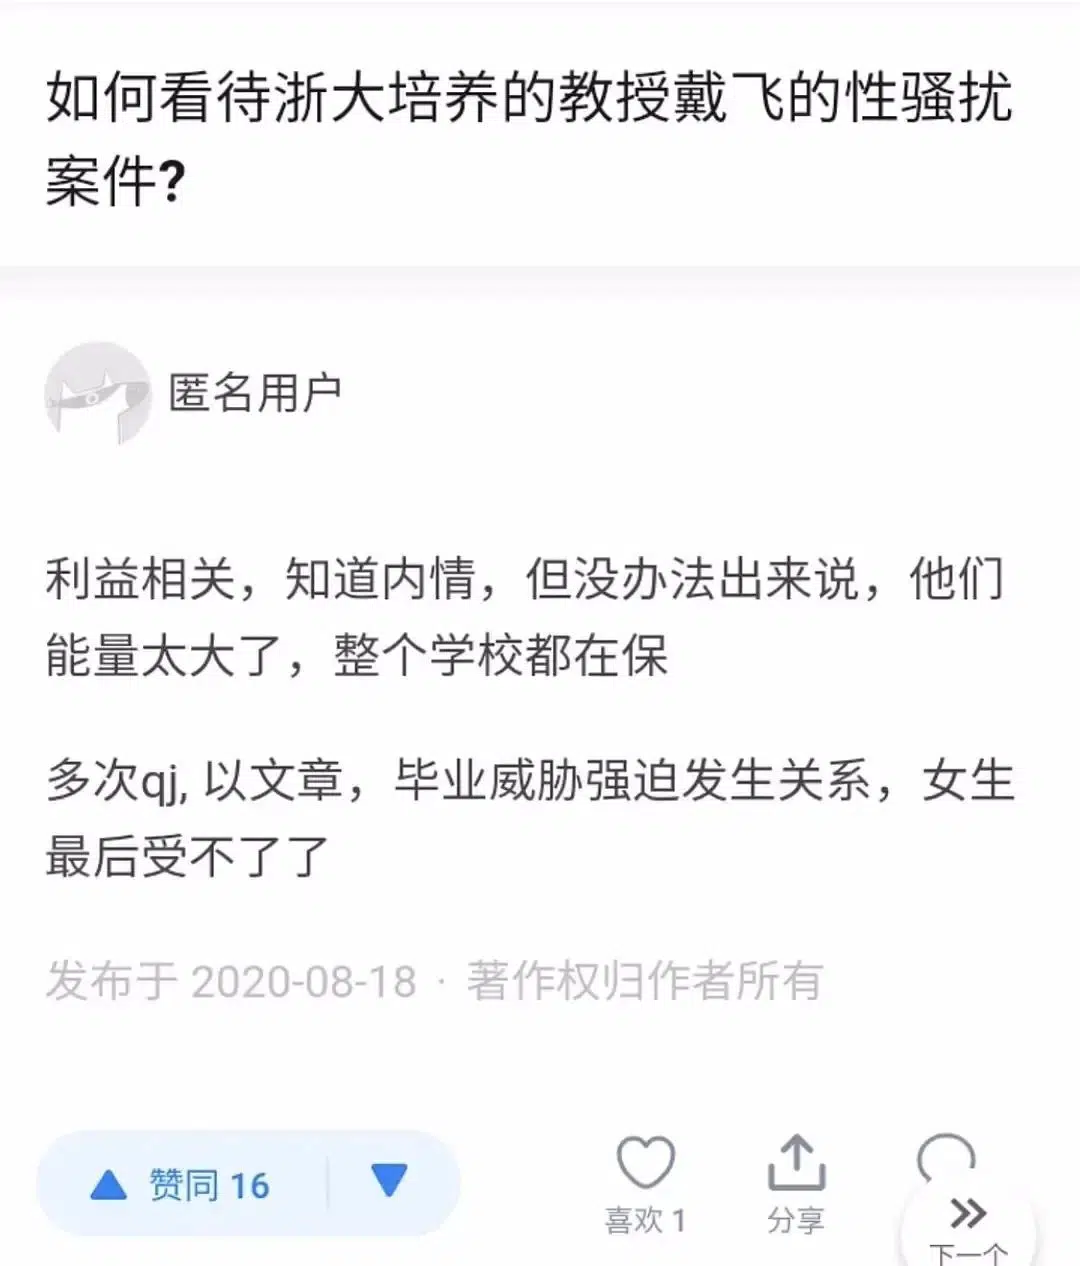 如何看待浙大培养的教授戴飞的性骚扰
案件?
匿名用户
利益相关，知道内情，但没办法出来说，他们
能量太大了，整个学校都在保
多次qj, 以文章，毕业威胁强迫发生关系，女生
最后受不了了
发布于 2020-08-18 · 著作权归作者所有
赞同 16
喜欢 1
分享
下一个